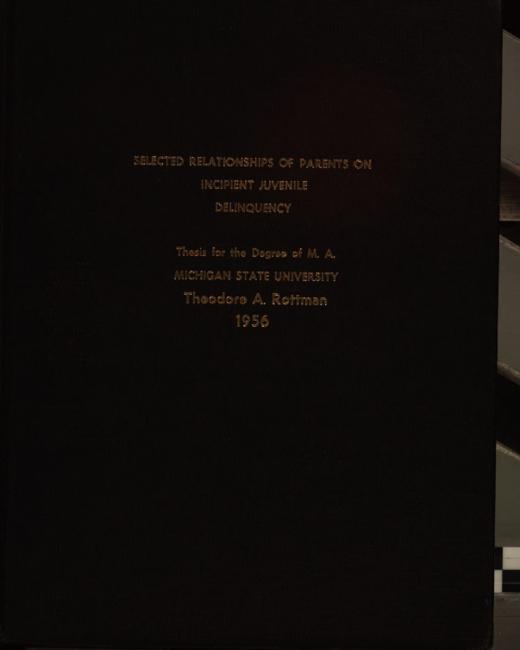 SELECTED RELATIONSHIPS OF PARENTS ON
INCIPIENT JUVENILE
DELINQUENCY
Thesis for the Degree of M. A.
MICHIGAN STATE UNIVERSITY
Theodore A. Rottman
1956